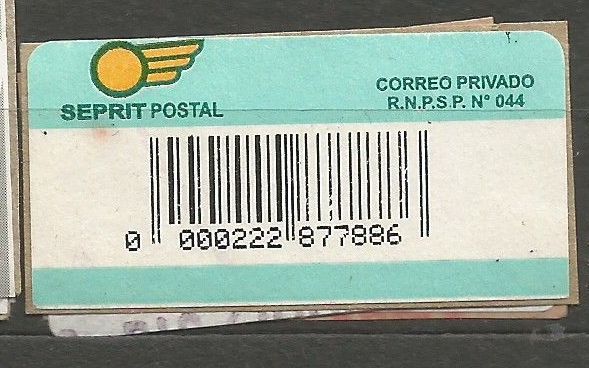 SEPRIT POSTAL
CORREO PRIVADO
R.N.P.S.P. N° 044
0 000222 877886